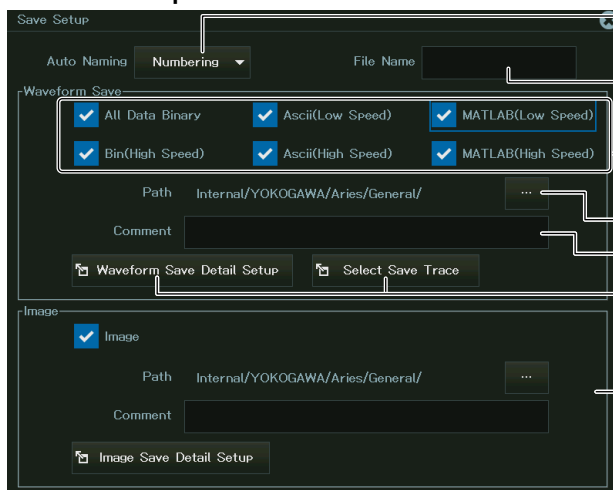 Save Setup
Auto Naming Numbering File Name
Waveform Save
All Data Binary Ascii(Low Speed) MATLAB(Low Speed)
Bin(High Speed) Ascii(High Speed) MATLAB(High Speed)
Path Internal/YOKOGAWA/Aries/General/ ...
Comment
Waveform Save Detail Setup Select Save Trace
Image
Image
Path Internal/YOKOGAWA/Aries/General/ ...
Comment
Image Save Detail Setup